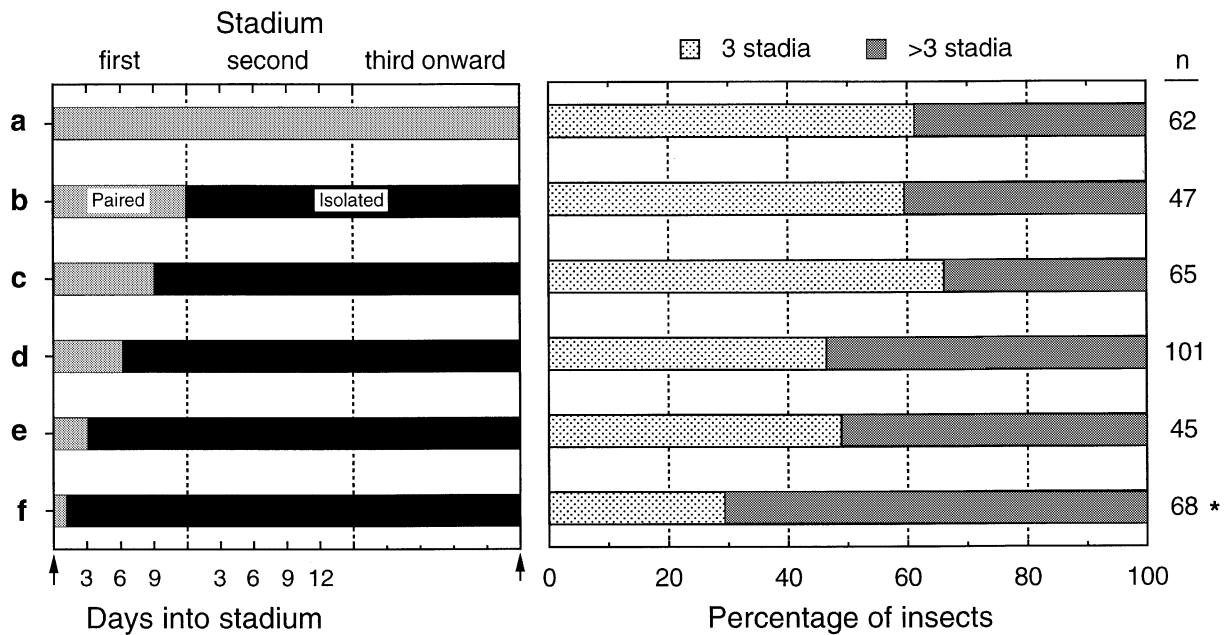 Stadium
first second third onward
3 stadia >3 stadia n
a 62
b Paired Isolated 47
c 65
d 101
e 45
f 68 *
3 6 9 3 6 9 12 0 20 40 60 80 100
Days into stadium Percentage of insects